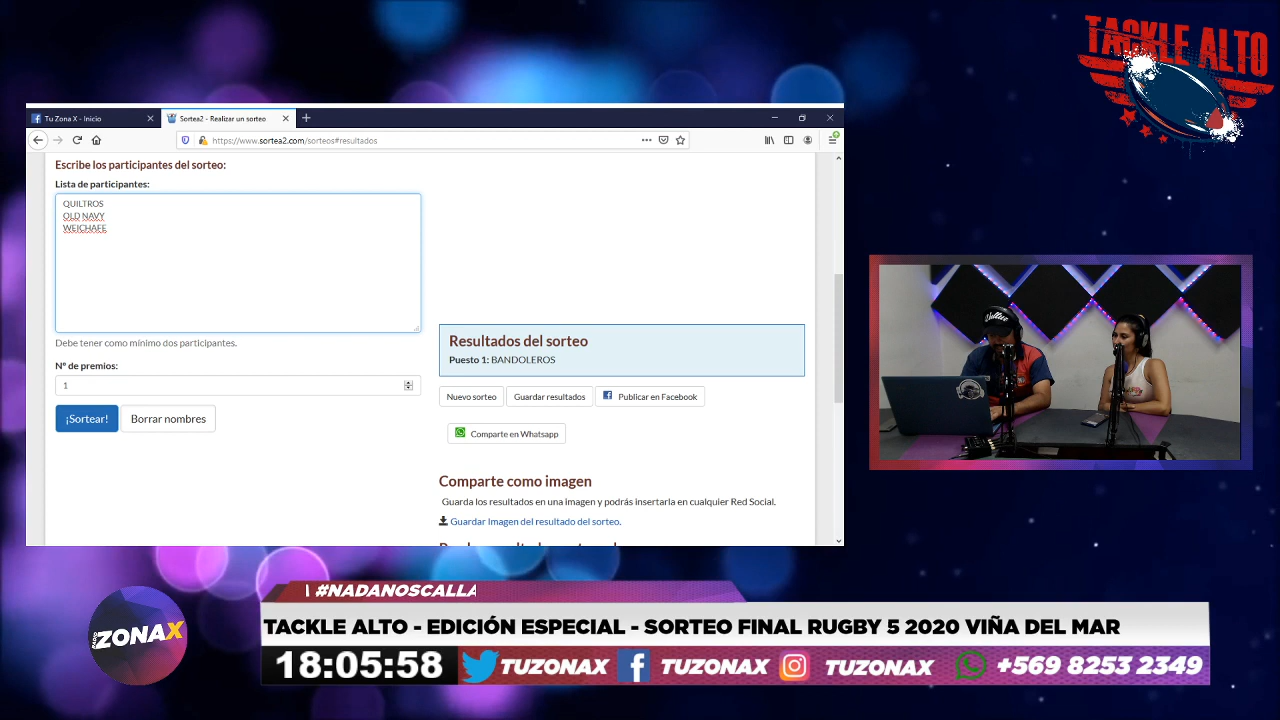 TACKLE ALTO
Tu Zona X - Inicio
Sortea2 - Realizar un sorteo
https://www.sortea2.com/sorteos#resultados
Escribe los participantes del sorteo:
Lista de participantes:
QUILTROS
OLD NAVY
WEICHAFE
Debe tener como mínimo dos participantes.
Nº de premios:
1
¡Sortear!
Borrar nombres
Resultados del sorteo
Puesto 1: BANDOLEROS
Nuevo sorteo
Guardar resultados
Publicar en Facebook
Comparte en Whatsapp
Comparte como imagen
Guarda los resultados en una imagen y podrás insertarla en cualquier Red Social.
Guardar Imagen del resultado del sorteo.
#NADANOSCALLA
ZONAX
TACKLE ALTO - EDICIÓN ESPECIAL - SORTEO FINAL RUGBY 5 2020 VIÑA DEL MAR
18:05:58
TUZONAX
TUZONAX
TUZONAX
+569 8253 2349